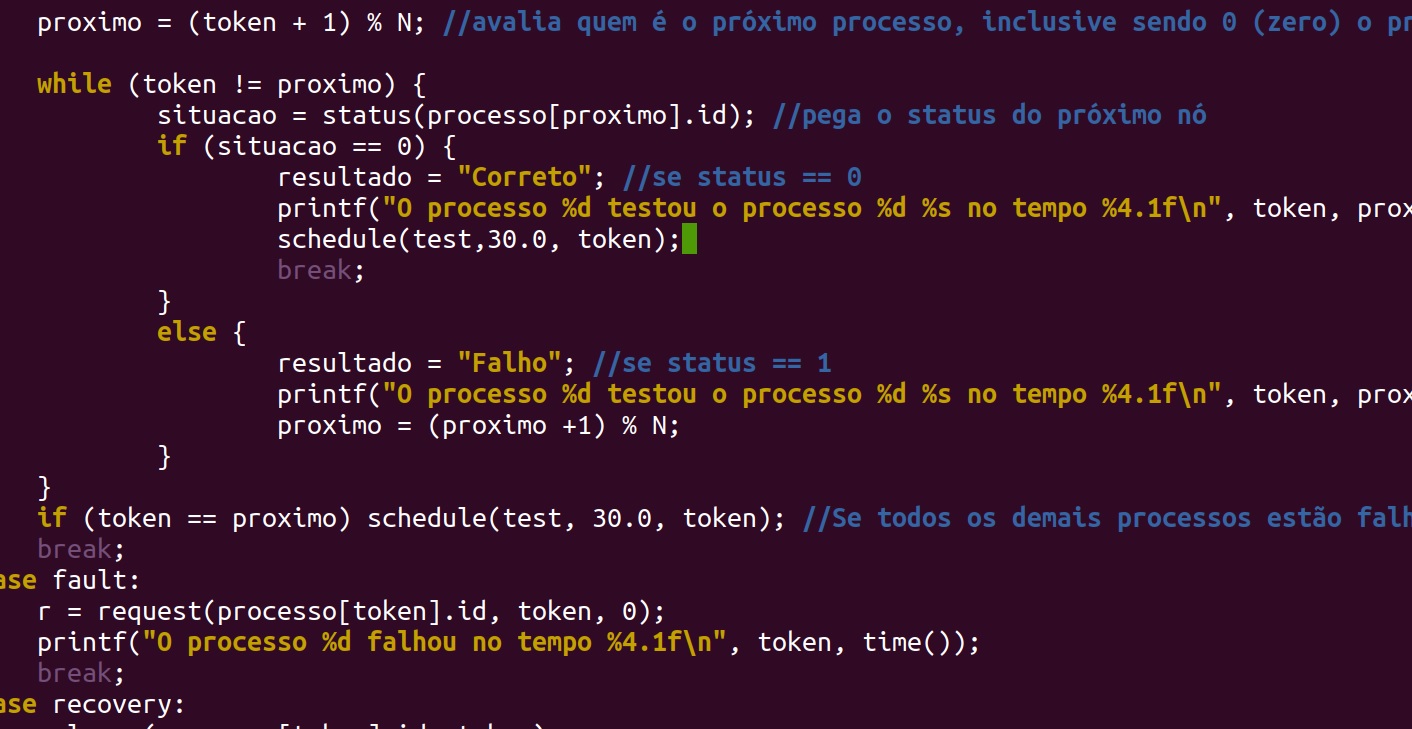 proximo = (token + 1) % N; //avalia quem é o próximo processo, inclusive sendo 0 (zero) o
while (token != proximo) {
situacao = status(processo[proximo].id); //pega o status do próximo nó
if (situacao == 0) {
resultado = "Correto"; //se status == 0
printf("O processo %d testou o processo %d %s no tempo %4.1f\n", token, prox
schedule(test,30.0, token);
break;
}
else {
resultado = "Falho"; //se status == 1
printf("O processo %d testou o processo %d %s no tempo %4.1f\n", token, prox
proximo = (proximo +1) % N;
}
}
if (token == proximo) schedule(test, 30.0, token); //Se todos os demais processos estão falh
break;
ase fault:
r = request(processo[token].id, token, 0);
printf("O processo %d falhou no tempo %4.1f\n", token, time());
break;
ase recovery: